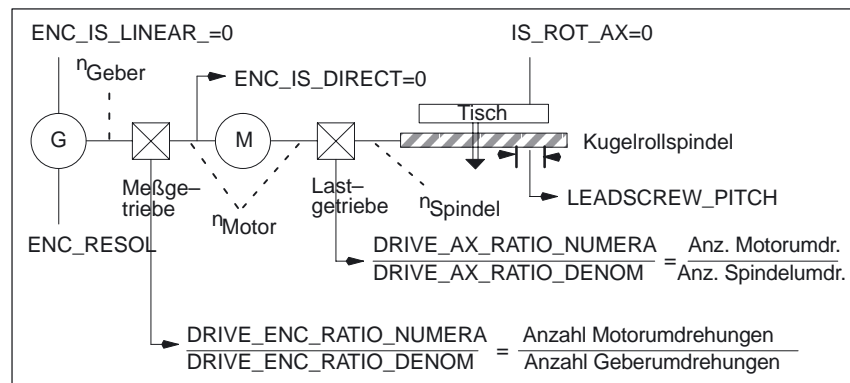 ENC_IS_LINEAR_=0
IS_ROT_AX=0
nGeber
ENC_IS_DIRECT=0
Tisch
G
M
Kugelrollspindel
Meßge–
triebe
nMotor
Last–
getriebe
nSpindel
LEADSCREW_PITCH
ENC_RESOL
DRIVE_AX_RATIO_NUMERA
DRIVE_AX_RATIO_DENOM
=
Anz. Motorumdr.
Anz. Spindelumdr.
DRIVE_ENC_RATIO_NUMERA
DRIVE_ENC_RATIO_DENOM
=
Anzahl Motorumdrehungen
Anzahl Geberumdrehungen